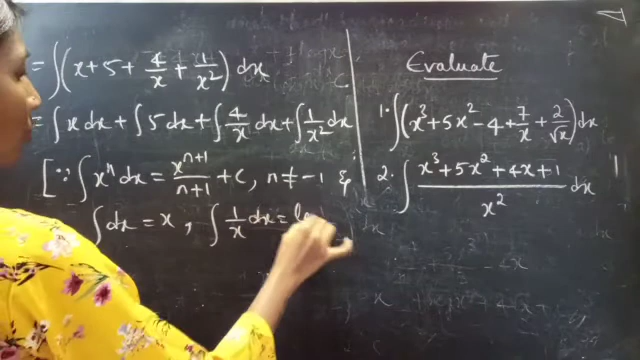 = ∫(x + 5 + 4/x + 1/x²) dx
= ∫x dx + ∫5 dx + ∫4/x dx + ∫1/x² dx
[∵ ∫xⁿ dx = xⁿ⁺¹/n+1 + c, n ≠ -1 &
∫dx = x, ∫1/x dx = lo
Evaluate
1. ∫(x³ + 5x² - 4 + 7/x + 2/√x) dx
2. ∫ x³ + 5x² + 4x + 1/x² dx